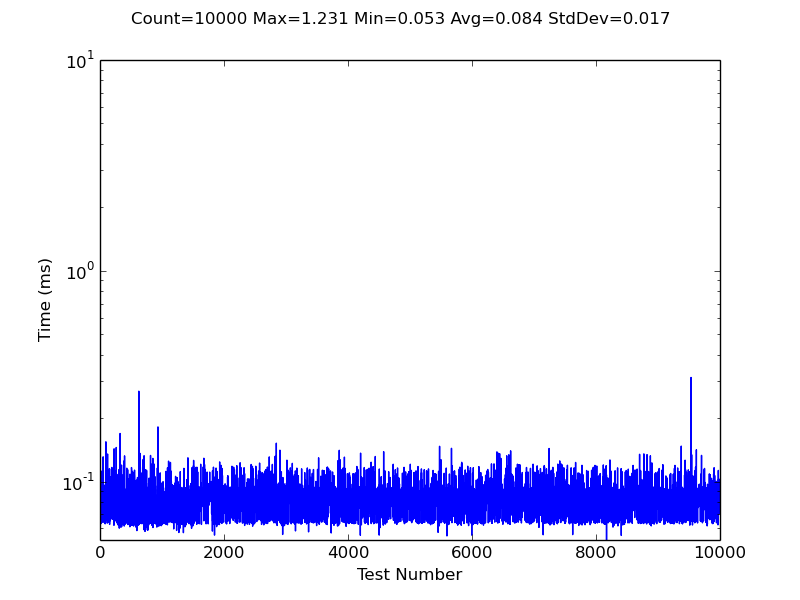 Count=10000 Max=1.231 Min=0.053 Avg=0.084 StdDev=0.017
10^1
10^0
10^-1
Time (ms)
0 2000 4000 6000 8000 10000
Test Number